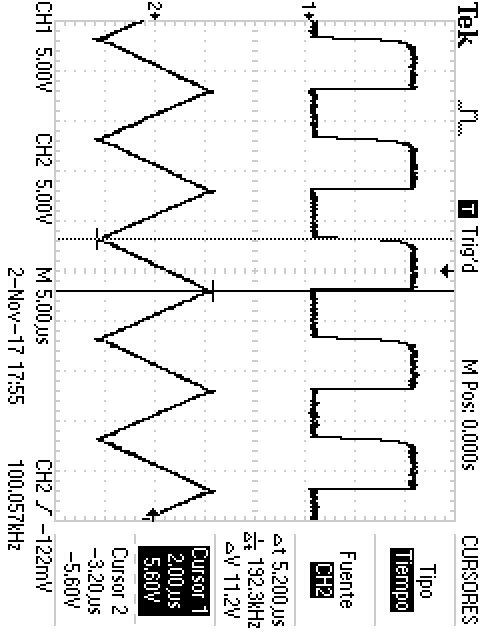 Tek T Trig'd M Pos: 0.000s CURSORES
Tipo
Tiempo
Fuente
CH2
1
△t 5.200µs
1/△t 192.3kHz
△V 11.2V
Cursor 1
2.00µs
5.60V
2
Cursor 2
-3.20µs
-5.60V
CH1 5.00V CH2 5.00V M 5.00µs CH2 / -122mV
2-Nov-17 17:55 100.057kHz